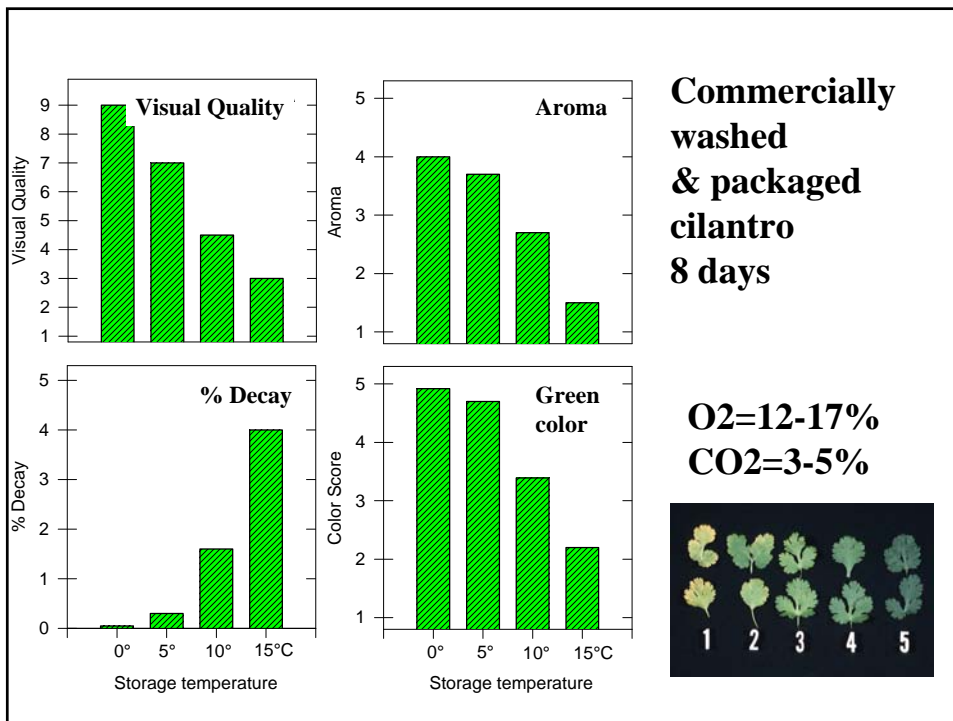 Visual Quality
9
8
7
6
5
4
3
2
1
Visual Quality
Aroma
5
4
3
2
1
Aroma
Commercially
washed
& packaged
cilantro
8 days
% Decay
5
4
3
2
1
0
% Decay
0° 5° 10° 15°C
Storage temperature
Green
color
5
4
3
2
1
Color Score
0° 5° 10° 15°C
Storage temperature
O2=12-17%
CO2=3-5%
1 2 3 4 5